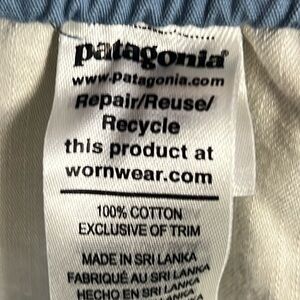 patagonia®
www.patagonia.com
Repair/Reuse/
Recycle
this product at
wornwear.com
100% COTTON
EXCLUSIVE OF TRIM
MADE IN SRI LANKA
FABRIQUÉ AU SRI LANKA
HECHO EN SRI LANKA